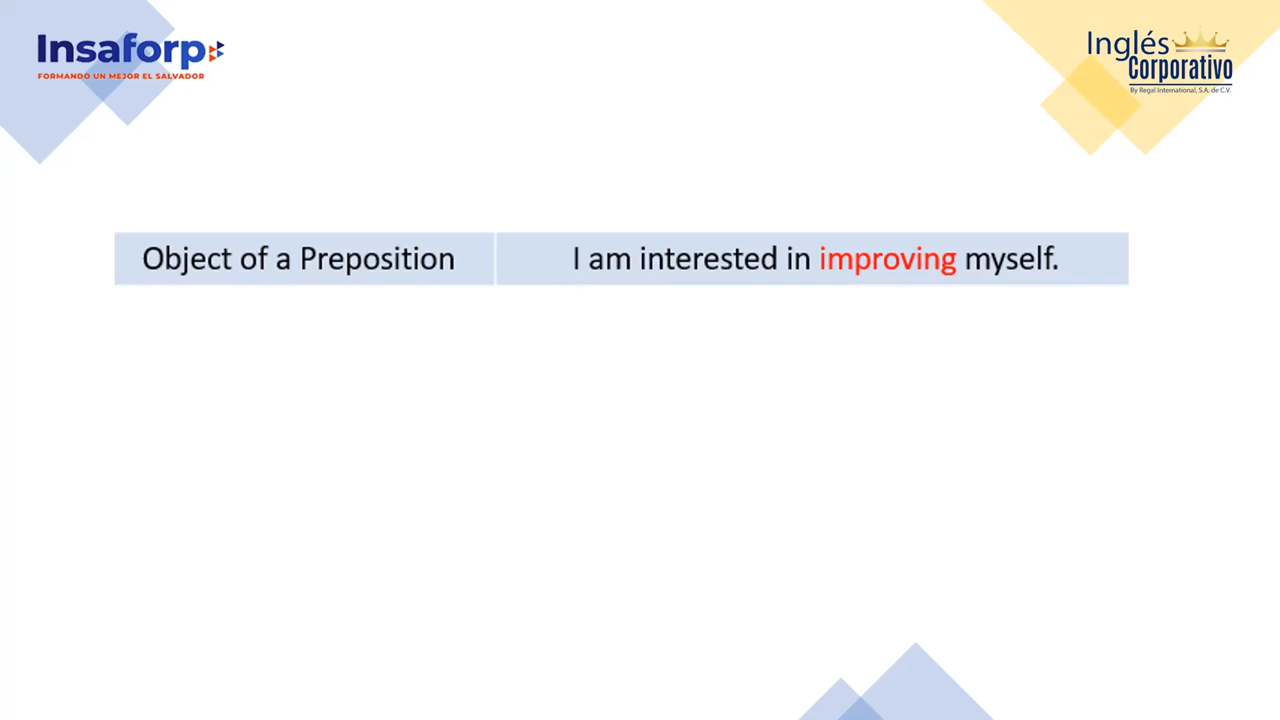 Insaforp
FORMANDO UN MEJOR EL SALVADOR
Inglés
Corporativo
By Regal International, S.A. de C.V.
Object of a Preposition
I am interested in improving myself.